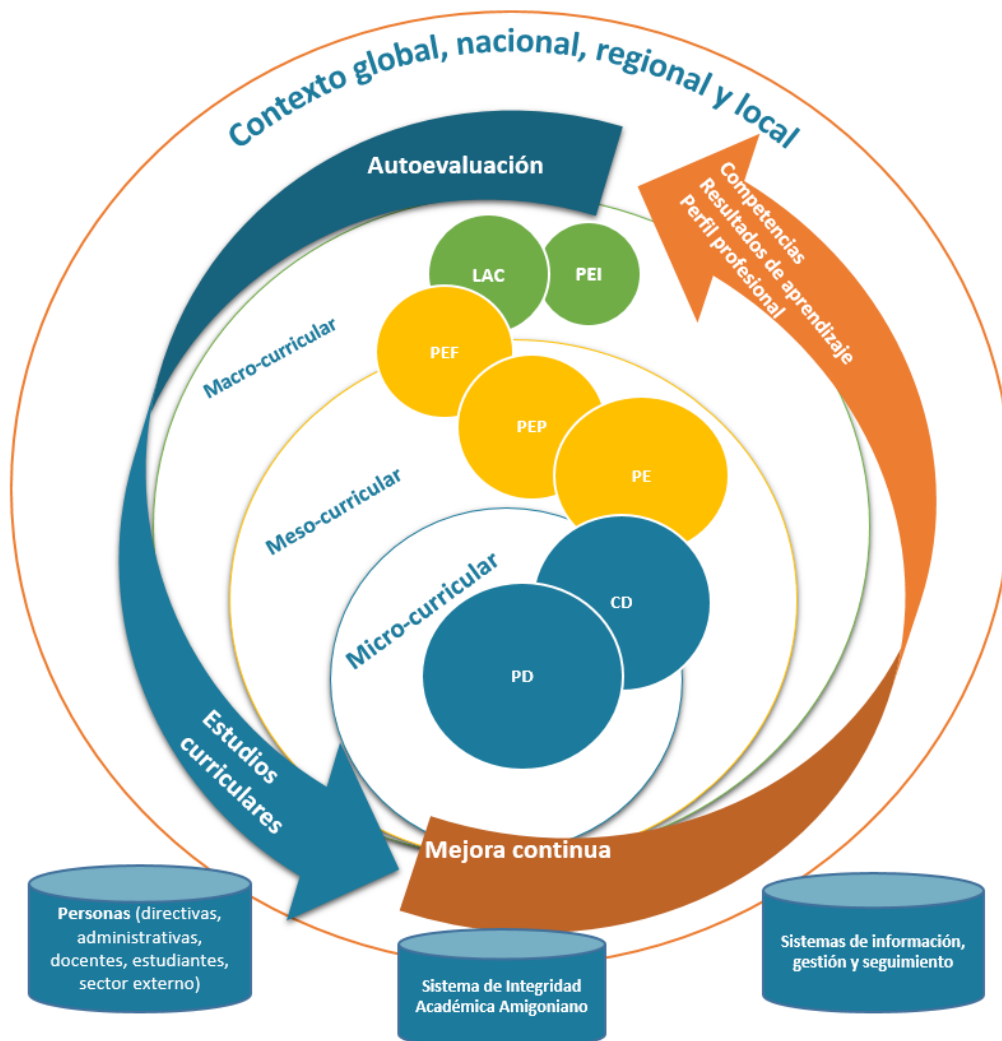 Contexto global, nacional, regional y local
Autoevaluación
Competencias
Resultados de aprendizaje
Perfil profesional
LAC
PEI
Macro-curricular
PEF
PEP
PE
Meso-curricular
Micro-curricular
CD
PD
Estudios
curriculares
Mejora continua
Personas (directivas,
administrativas,
docentes, estudiantes,
sector externo)
Sistema de Integridad
Académica Amigoniano
Sistemas de información,
gestión y seguimiento